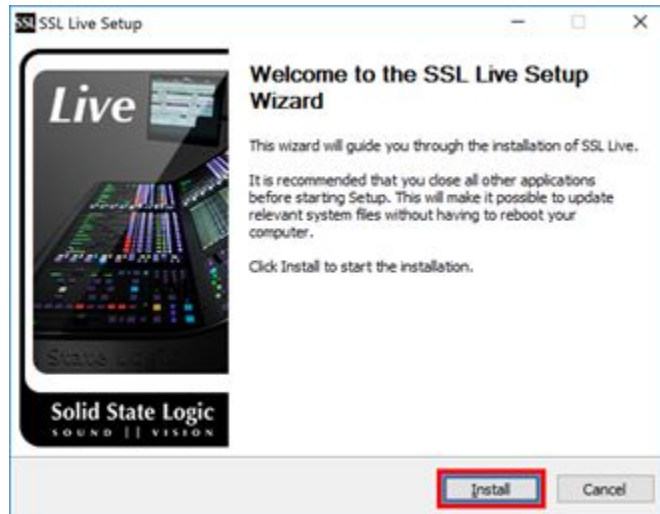 SSL SSL Live Setup
Live
Welcome to the SSL Live Setup
Wizard
This wizard will guide you through the installation of SSL Live.
It is recommended that you close all other applications
before starting Setup. This will make it possible to update
relevant system files without having to reboot your
computer.
Click Install to start the installation.
State Logic
Solid State Logic
SOUND || VISION
Install
Cancel